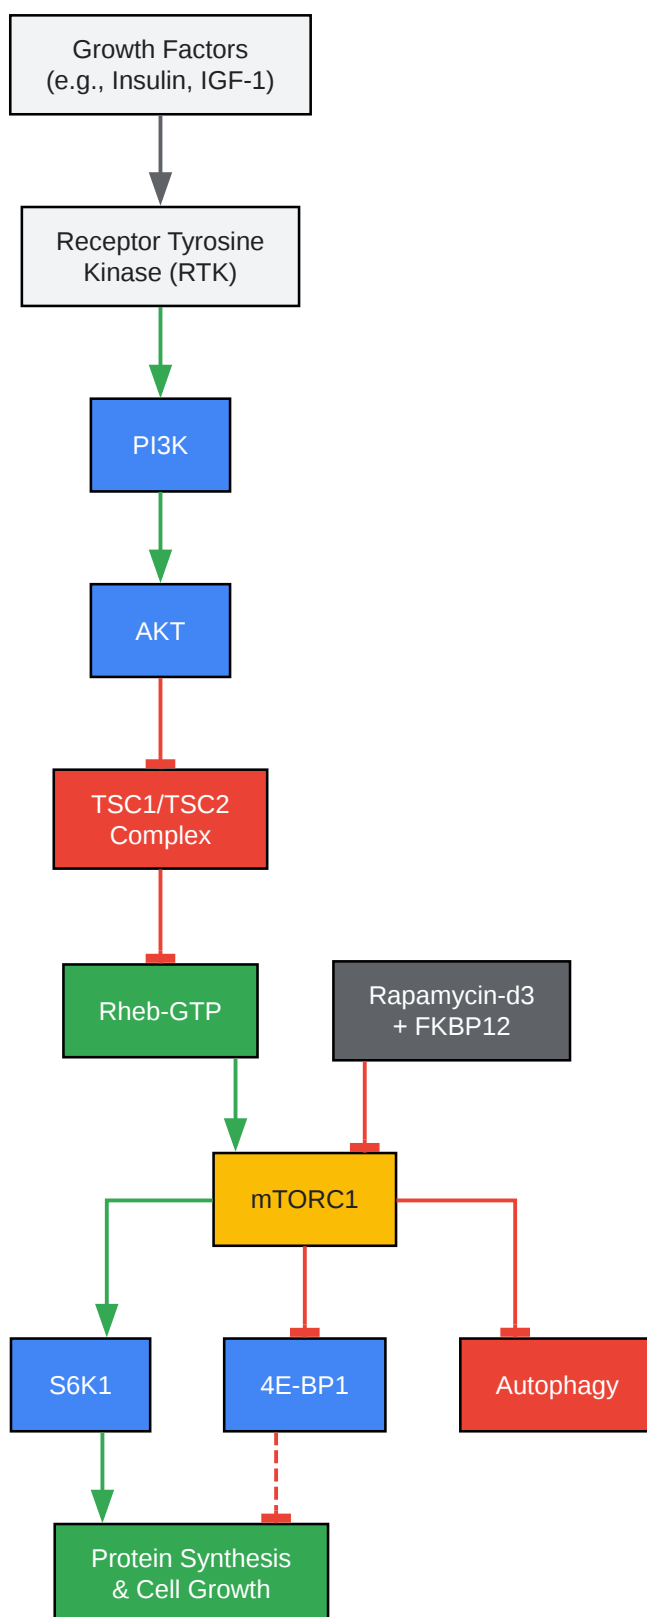 Growth Factors
(e.g., Insulin, IGF-1)
Receptor Tyrosine
Kinase (RTK)
PI3K
AKT
TSC1/TSC2
Complex
Rheb-GTP
Rapamycin-d3
+ FKBP12
mTORC1
S6K1
4E-BP1
Autophagy
Protein Synthesis
& Cell Growth